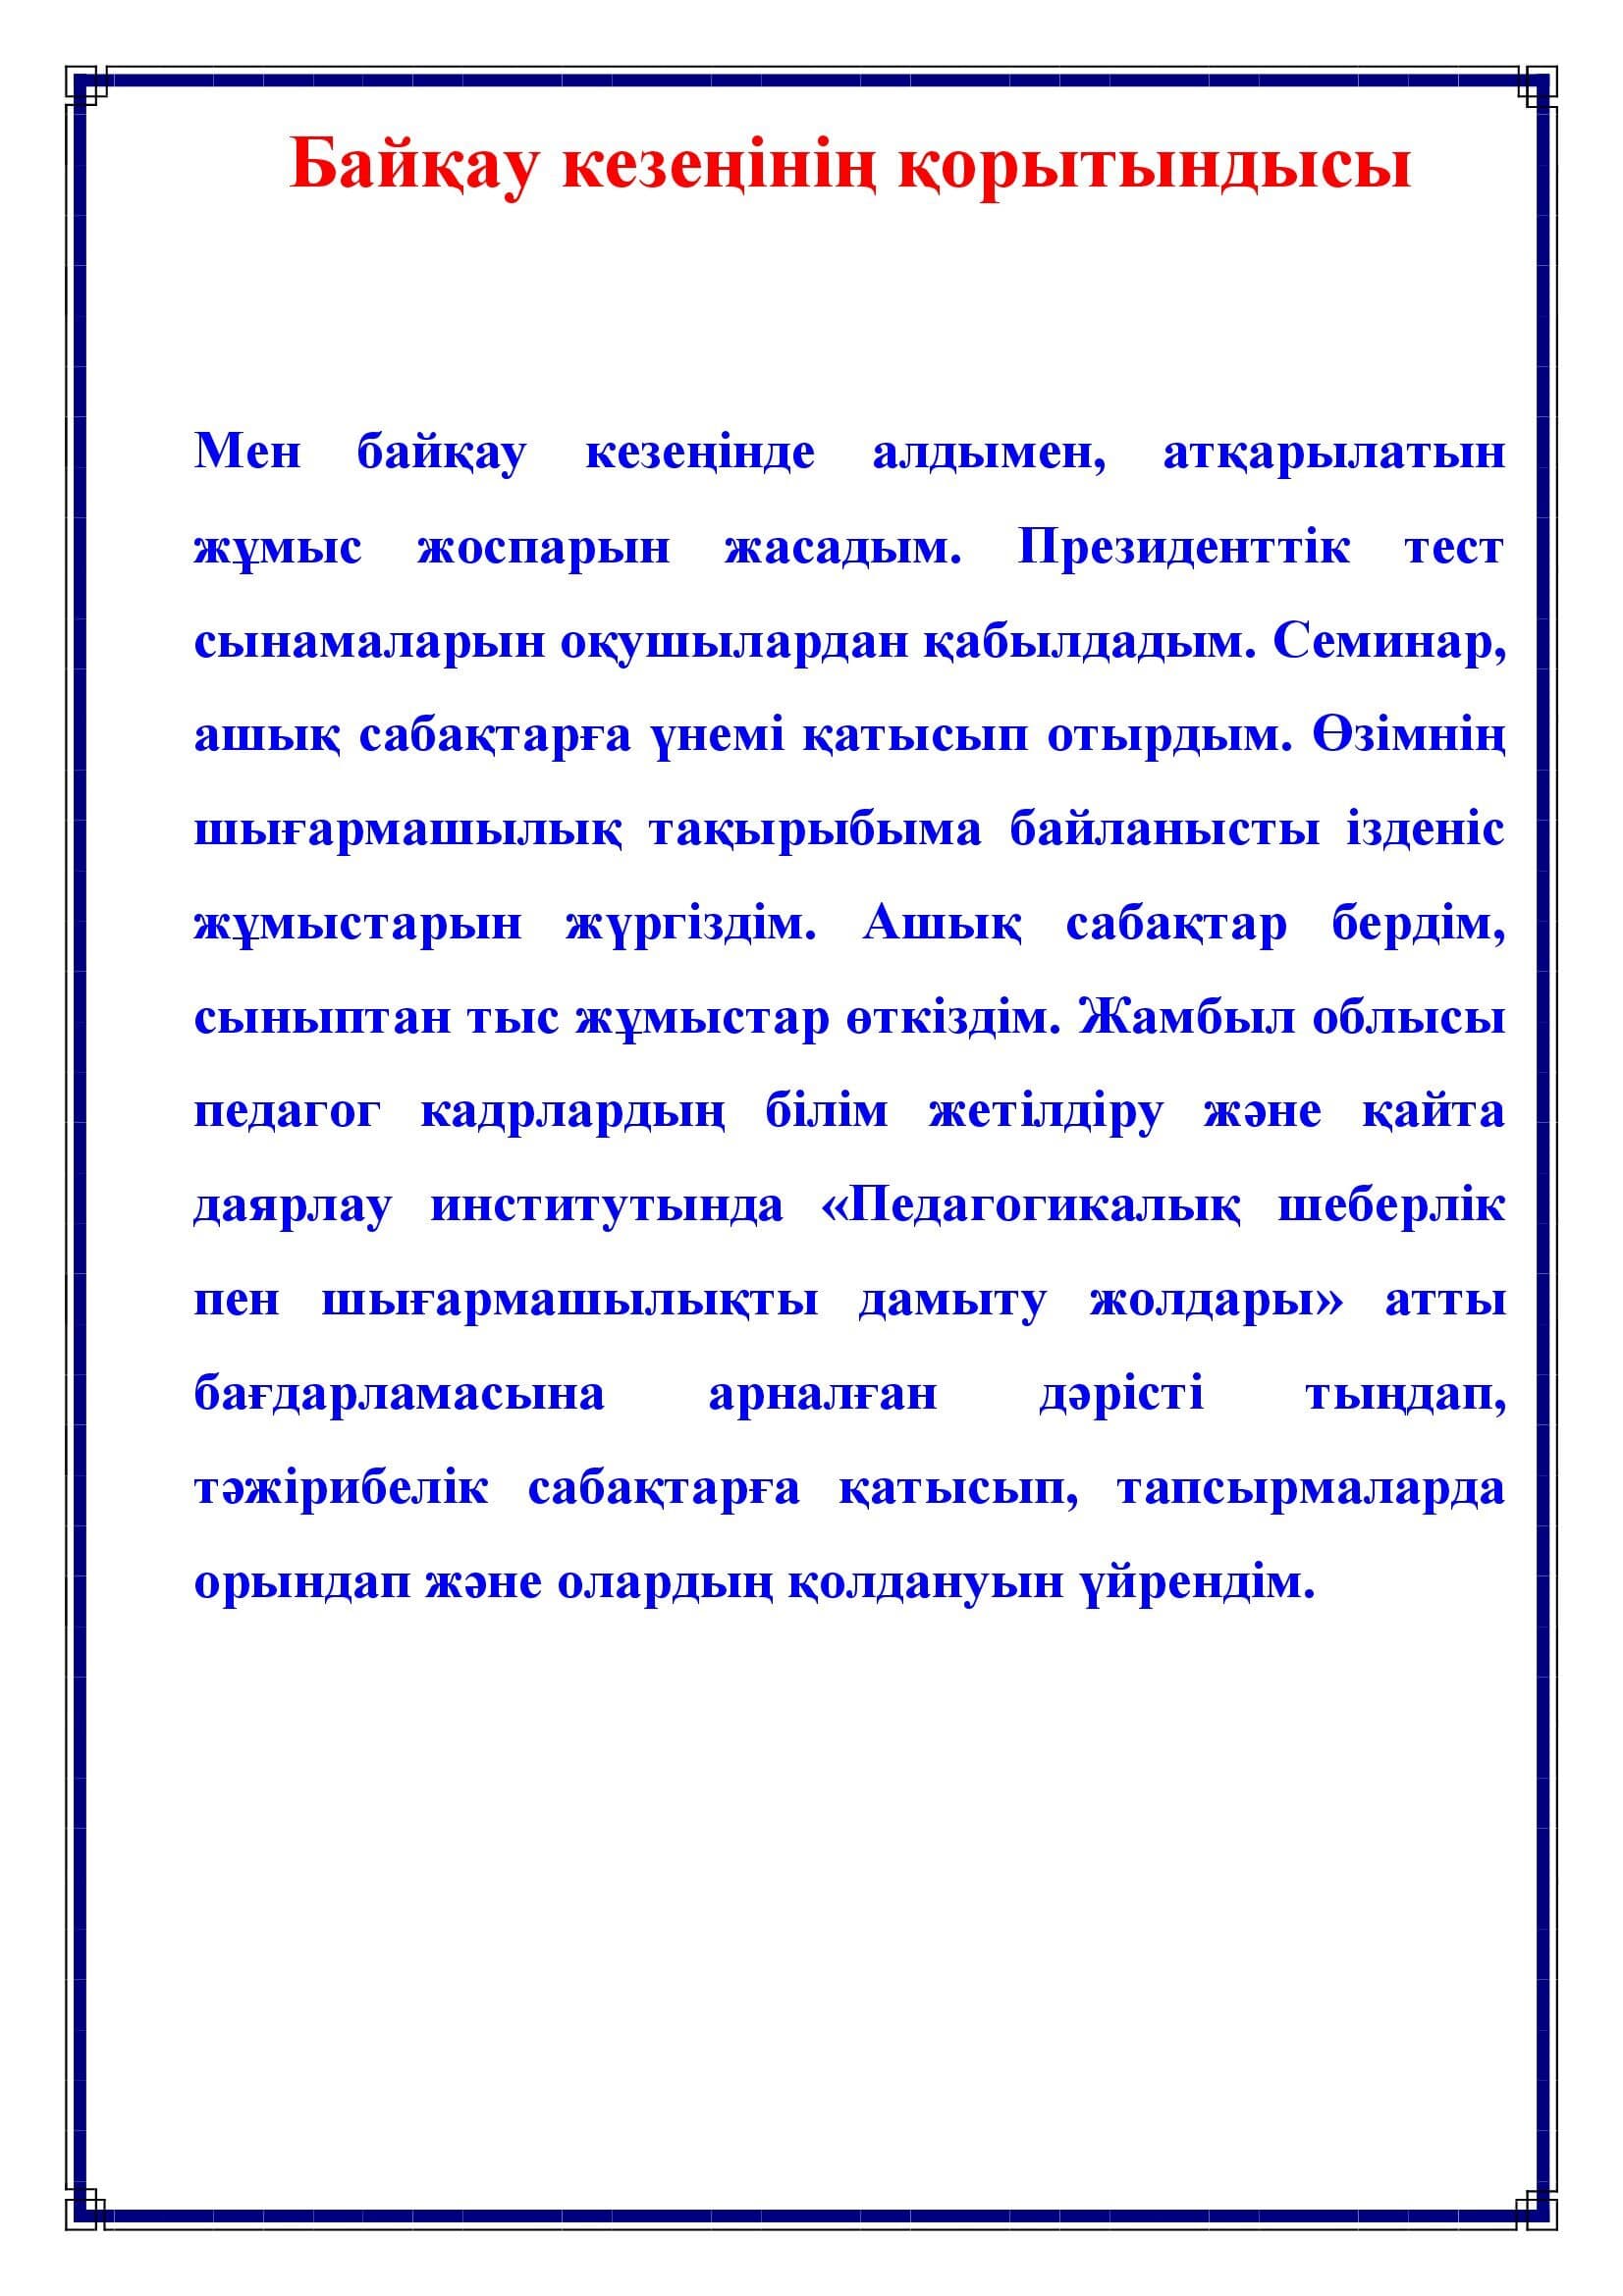 Байқау кезеңінің қорытындысы
Мен байқау кезеңінде алдымен, атқарылатын
жұмыс жоспарын жасадым. Президенттік тест
сынамаларын оқушылардан қабылдадым. Семинар,
ашық сабақтарға үнемі қатысып отырдым. Өзімнің
шығармашылық тақырыбыма байланысты ізденіс
жұмыстарын жүргіздім. Ашық сабақтар бердім,
сыныптан тыс жұмыстар өткіздім. Жамбыл облысы
педагог кадрлардың білім жетілдіру және қайта
даярлау институтында «Педагогикалық шеберлік
пен шығармашылықты дамыту жолдары» атты
бағдарламасына арналған дәрісті тыңдап,
тәжірибелік сабақтарға қатысып, тапсырмаларда
орындап және олардың қолдануын үйрендім.